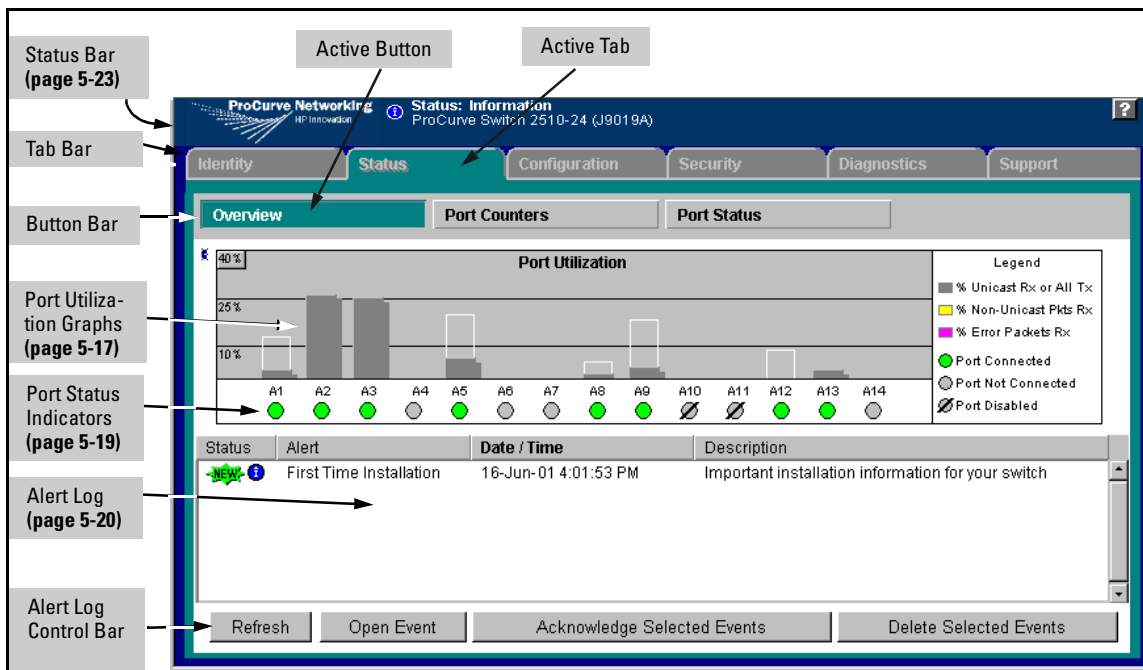 Active Button
Active Tab
Status Bar
(page 5-23)
ProCurve Networking
HP Innovation
Status: Information
ProCurve Switch 2510-24 (J9019A)
?
Tab Bar
Identity
Status
Configuration
Security
Diagnostics
Support
Button Bar
Overview
Port Counters
Port Status
40%
Port Utilization
25%
10%
Legend
% Unicast Rx or All Tx
% Non-Unicast Pkts Rx
% Error Packets Rx
Port Connected
Port Not Connected
Port Disabled
Port Utiliza-
tion Graphs
(page 5-17)
A1 A2 A3 A4 A5 A6 A7 A8 A9 A10 A11 A12 A13 A14
Port Status
Indicators
(page 5-19)
Status Alert Date / Time Description
NEW First Time Installation 16-Jun-01 4:01:53 PM Important installation information for your switch
Alert Log
(page 5-20)
Alert Log
Control Bar
Refresh
Open Event
Acknowledge Selected Events
Delete Selected Events